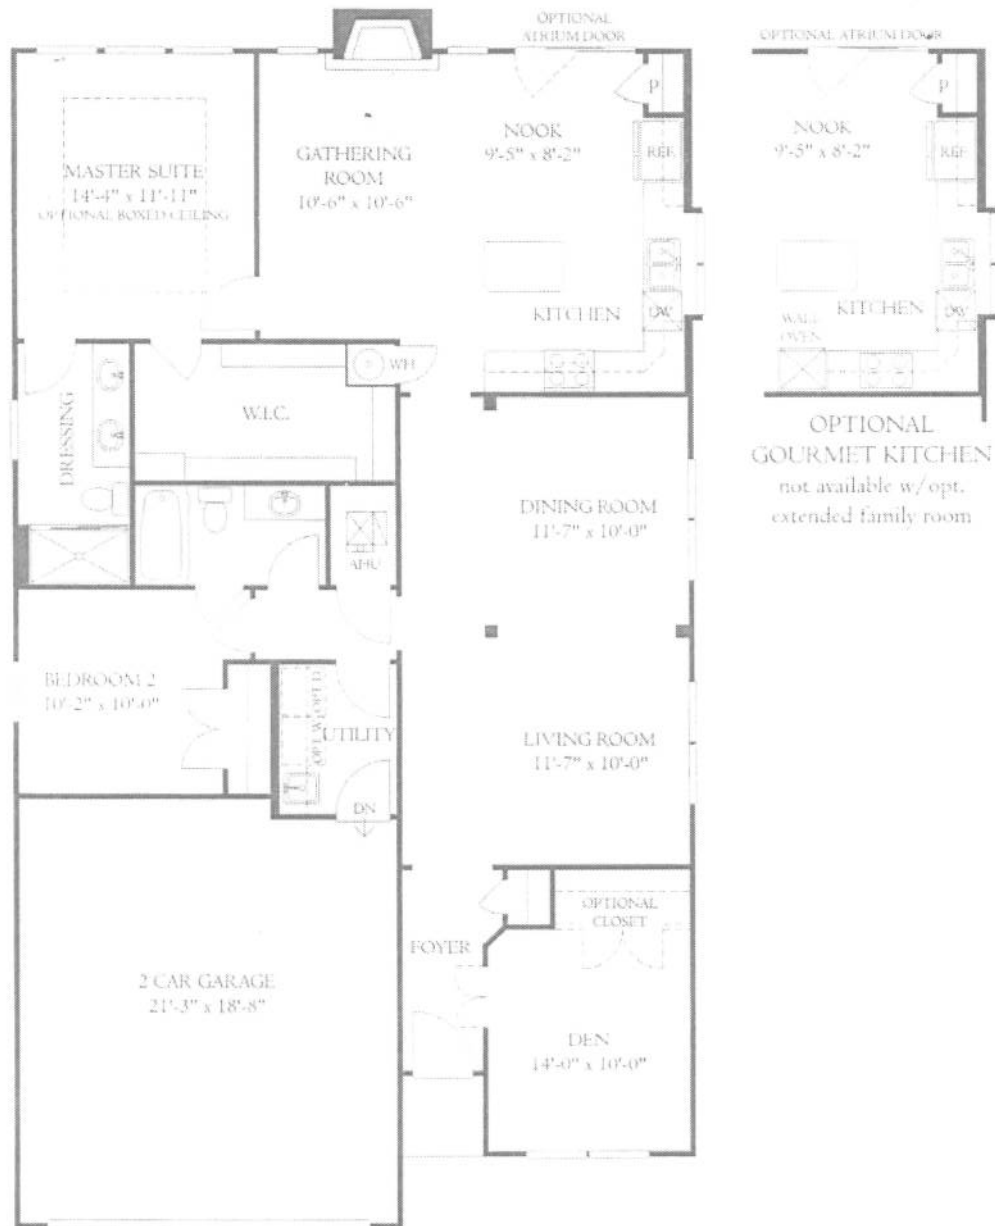 OPTIONAL
ATRIUM DOOR
P
NOOK
9'-5" x 8'-2"
REF.
GATHERING
ROOM
10'-6" x 10'-6"
MASTER SUITE
14'-4" x 11'-11"
OPTIONAL BOXED CEILING
KITCHEN
DW
WH
W.I.C.
DRESSING
DINING ROOM
11'-7" x 10'-0"
AHU
BEDROOM 2
10'-2" x 10'-0"
OPT. W
OPT. D
UTILITY
DN
LIVING ROOM
11'-7" x 10'-0"
OPTIONAL
CLOSET
FOYER
2 CAR GARAGE
21'-3" x 18'-8"
DEN
14'-0" x 10'-0"
OPTIONAL ATRIUM DOOR
P
NOOK
9'-5" x 8'-2"
REF.
WALL
OVEN
KITCHEN
DW
OPTIONAL
GOURMET KITCHEN
not available w/opt.
extended family room